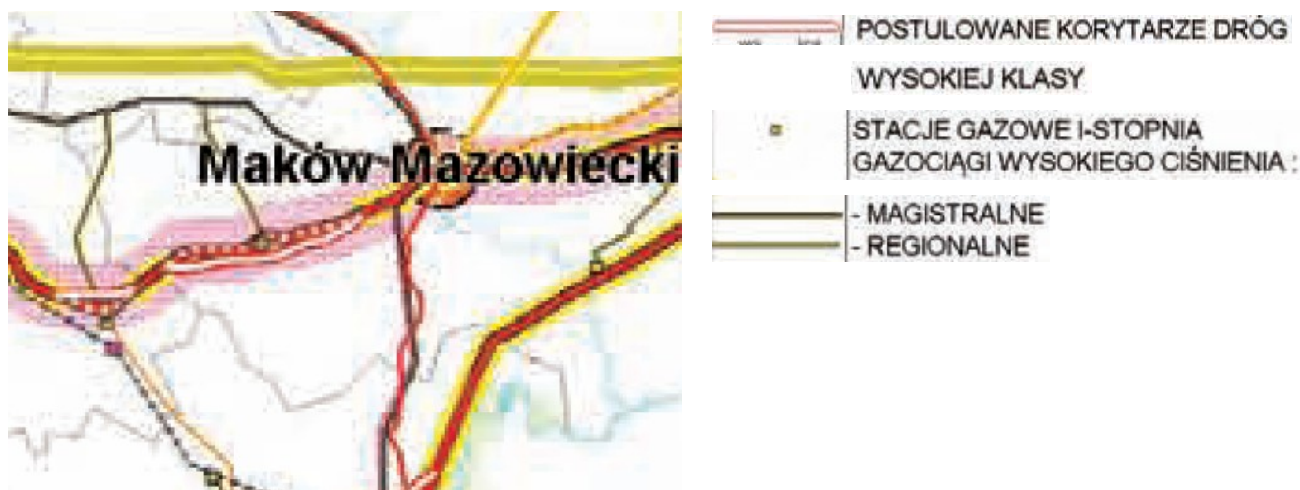 Maków Mazowiecki
POSTULOWANE KORYTARZE DRÓG
WYSOKIEJ KLASY
STACJE GAZOWE I-STOPNIA
GAZOCIĄGI WYSOKIEGO CIŚNIENIA :
- MAGISTRALNE
- REGIONALNE